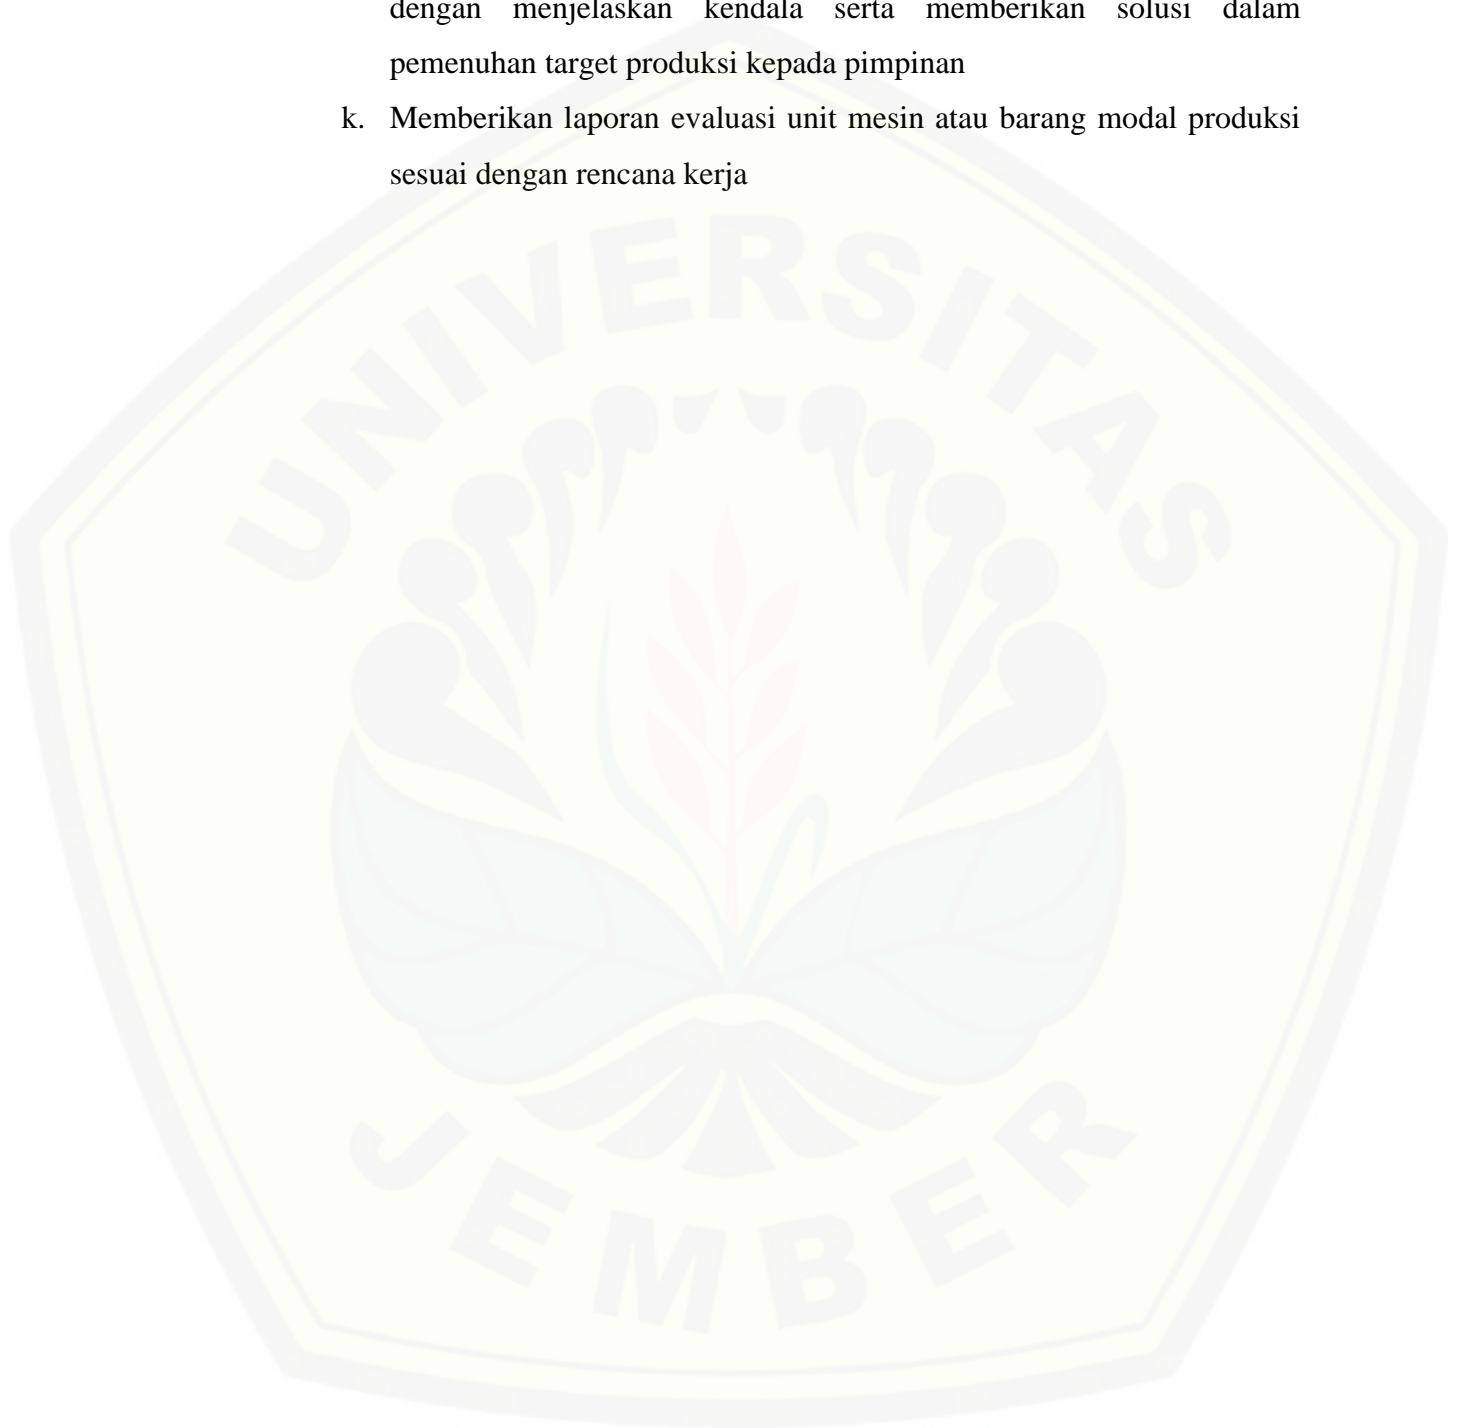 dengan menjelaskan kendala serta memberikan solusi dalam
pemenuhan target produksi kepada pimpinan
k. Memberikan laporan evaluasi unit mesin atau barang modal produksi
sesuai dengan rencana kerja
UNIVERSITAS
JEMBER